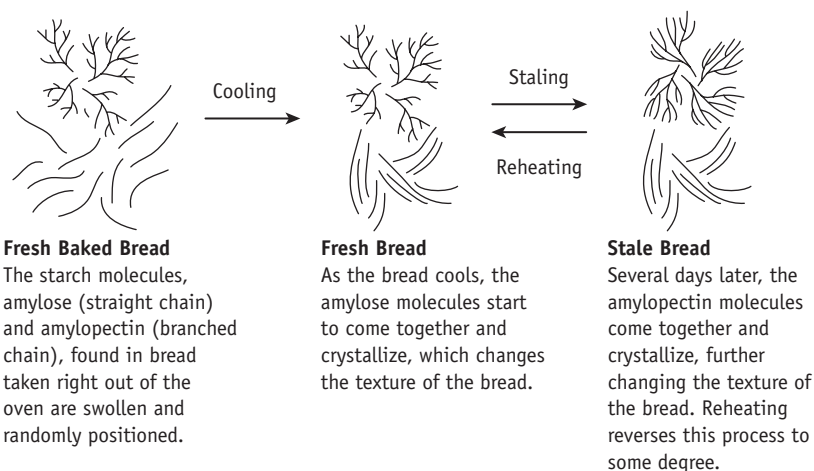 Cooling
Staling
Reheating
Fresh Baked Bread
The starch molecules,
amylose (straight chain)
and amylopectin (branched
chain), found in bread
taken right out of the
oven are swollen and
randomly positioned.
Fresh Bread
As the bread cools, the
amylose molecules start
to come together and
crystallize, which changes
the texture of the bread.
Stale Bread
Several days later, the
amylopectin molecules
come together and
crystallize, further
changing the texture of
the bread. Reheating
reverses this process to
some degree.